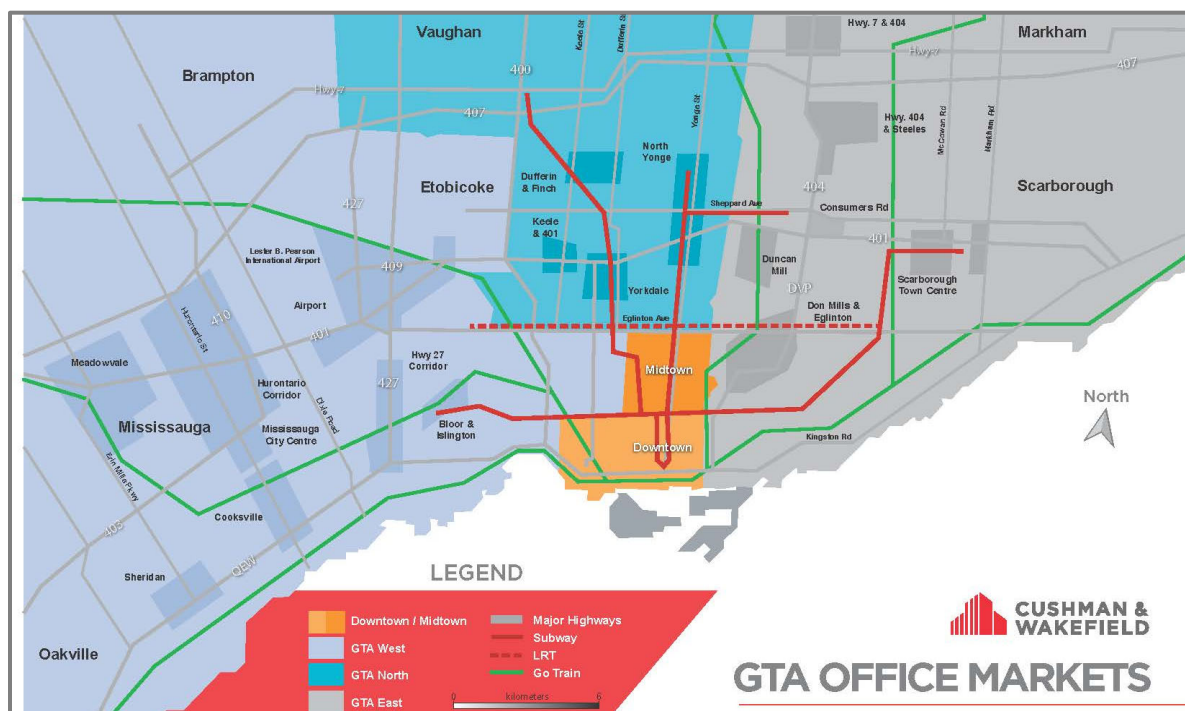 Vaughan
Keele St
Dufferin St
Hwy. 7 & 404
Markham
Brampton
Hwy-7
400
Hwy-7
407
407
Yonge St
McCowan Rd
Markham Rd
Hwy. 404
& Steeles
North
Yonge
Dufferin
& Finch
Etobicoke
404
Scarborough
427
Sheppard Ave
Consumers Rd
Keele
& 401
401
Lester B. Pearson
International Airport
409
Duncan
Mill
Yorkdale
DVP
Scarborough
Town Centre
Airport
410
Hurontario St
401
Eglinton Ave
Don Mills &
Eglinton
Meadowvale
Hwy 27
Corridor
427
Midtown
Hurontario
Corridor
Dixie Road
North
Mississauga
Mississauga
City Centre
Bloor &
Islington
Downtown
Kingston Rd
Erin Mills Pkwy
Cooksville
403
QEW
Sheridan
Oakville
LEGEND
Downtown / Midtown
GTA West
GTA North
GTA East
Major Highways
Subway
LRT
Go Train
kilometers
0 6
CUSHMAN &
WAKEFIELD
GTA OFFICE MARKETS